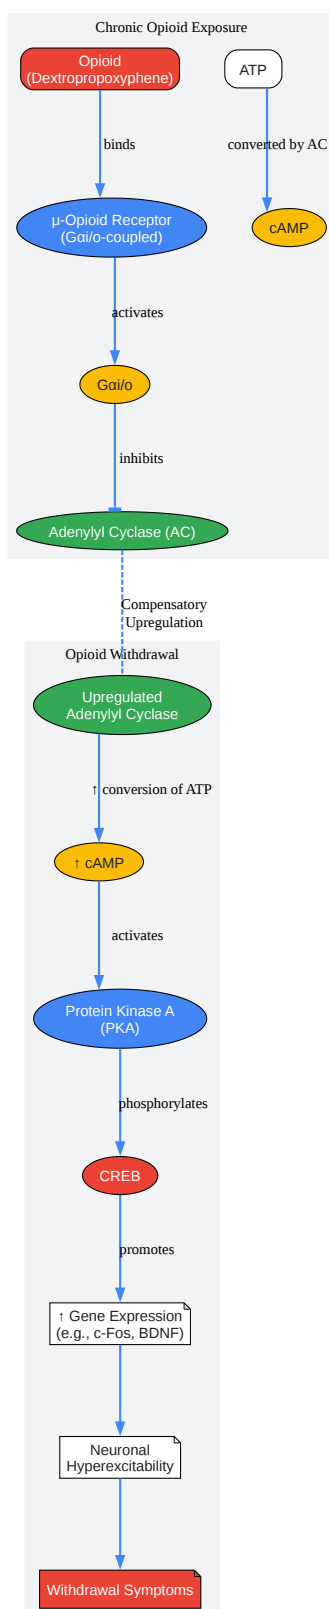 Chronic Opioid Exposure
Opioid
(Dextropropoxyphene)
ATP
binds
converted by AC
μ-Opioid Receptor
(Gαi/o-coupled)
cAMP
activates
Gαi/o
inhibits
Adenylyl Cyclase (AC)
Compensatory
Upregulation
Opioid Withdrawal
Upregulated
Adenylyl Cyclase
↑ conversion of ATP
↑ cAMP
activates
Protein Kinase A
(PKA)
phosphorylates
CREB
promotes
↑ Gene Expression
(e.g., c-Fos, BDNF)
Neuronal
Hyperexcitability
Withdrawal Symptoms